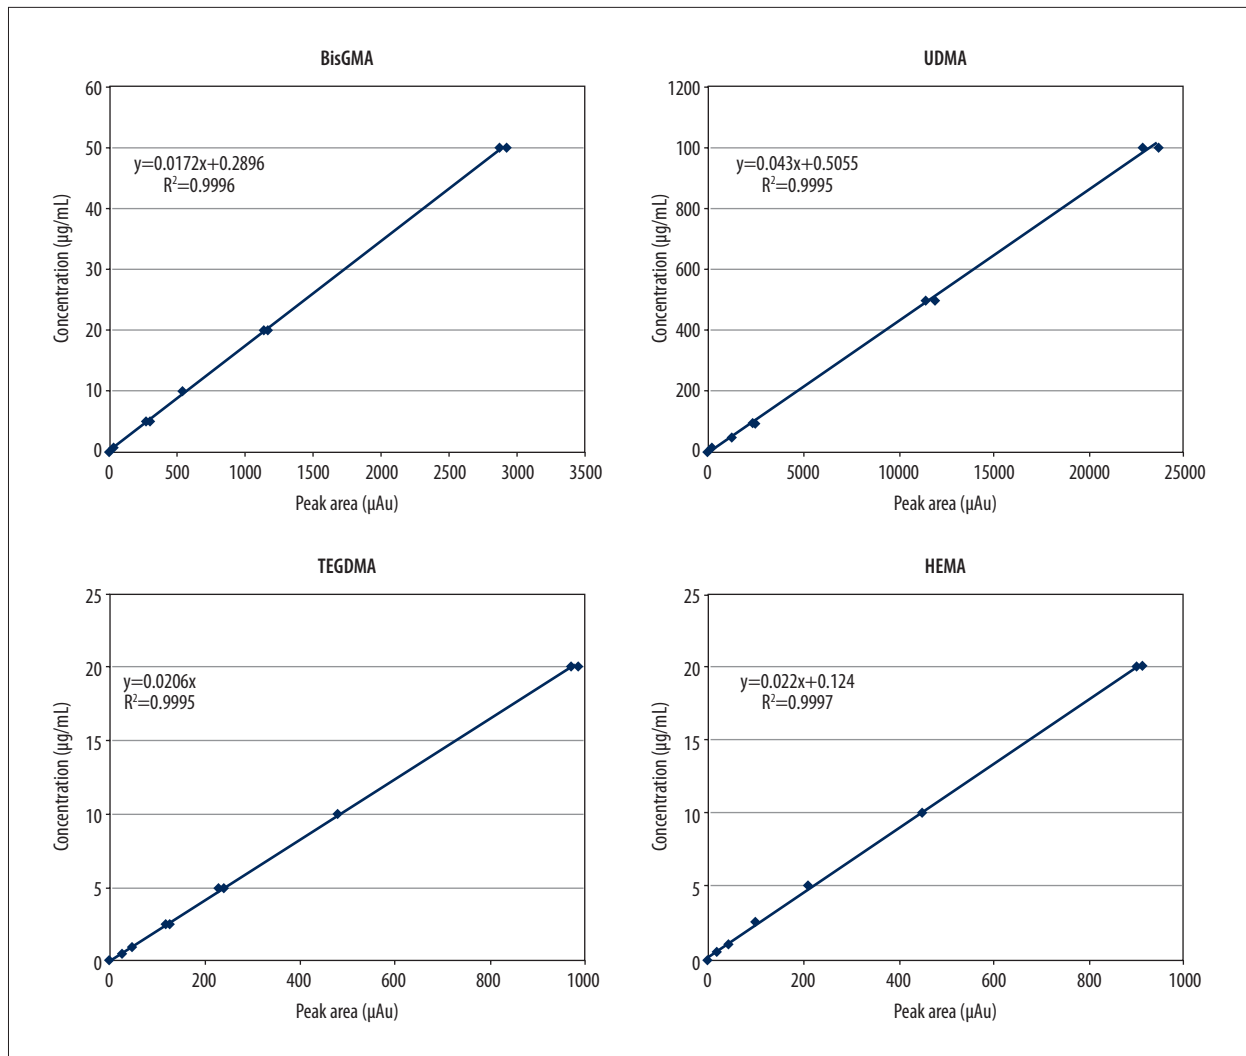 BisGMA
60
50
40
30
20
10
0
Concentration (µg/mL)
y=0.0172x+0.2896
R²=0.9996
0 500 1000 1500 2000 2500 3000 3500
Peak area (µAu)
UDMA
1200
100
800
600
400
200
0
Concentration (µg/mL)
y=0.043x+0.5055
R²=0.9995
0 5000 10000 15000 20000 25000
Peak area (µAu)
TEGDMA
25
20
15
10
5
0
Concentration (µg/mL)
y=0.0206x
R²=0.9995
0 200 400 600 800 1000
Peak area (µAu)
HEMA
25
20
15
10
5
0
Concentration (µg/mL)
y=0.022x+0.124
R²=0.9997
0 200 400 600 800 1000
Peak area (µAu)